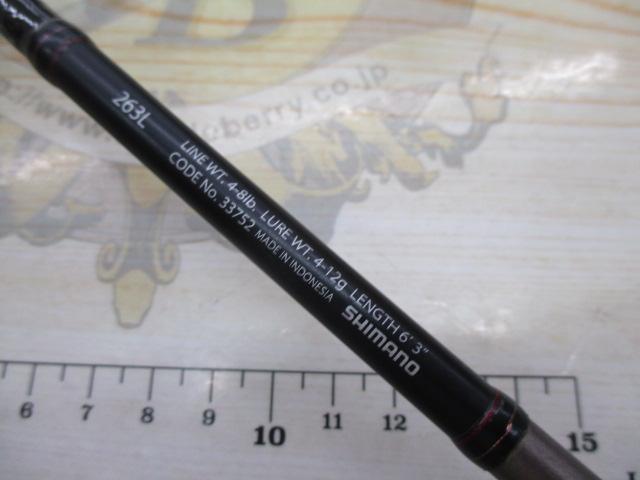 263L
LINE WT. 4-8lb. LURE WT. 4-12g LENGTH 6' 3"
CODE No. 33752 MADE IN INDONESIA
SHIMANO
6 7 8 9 10 11 12 15